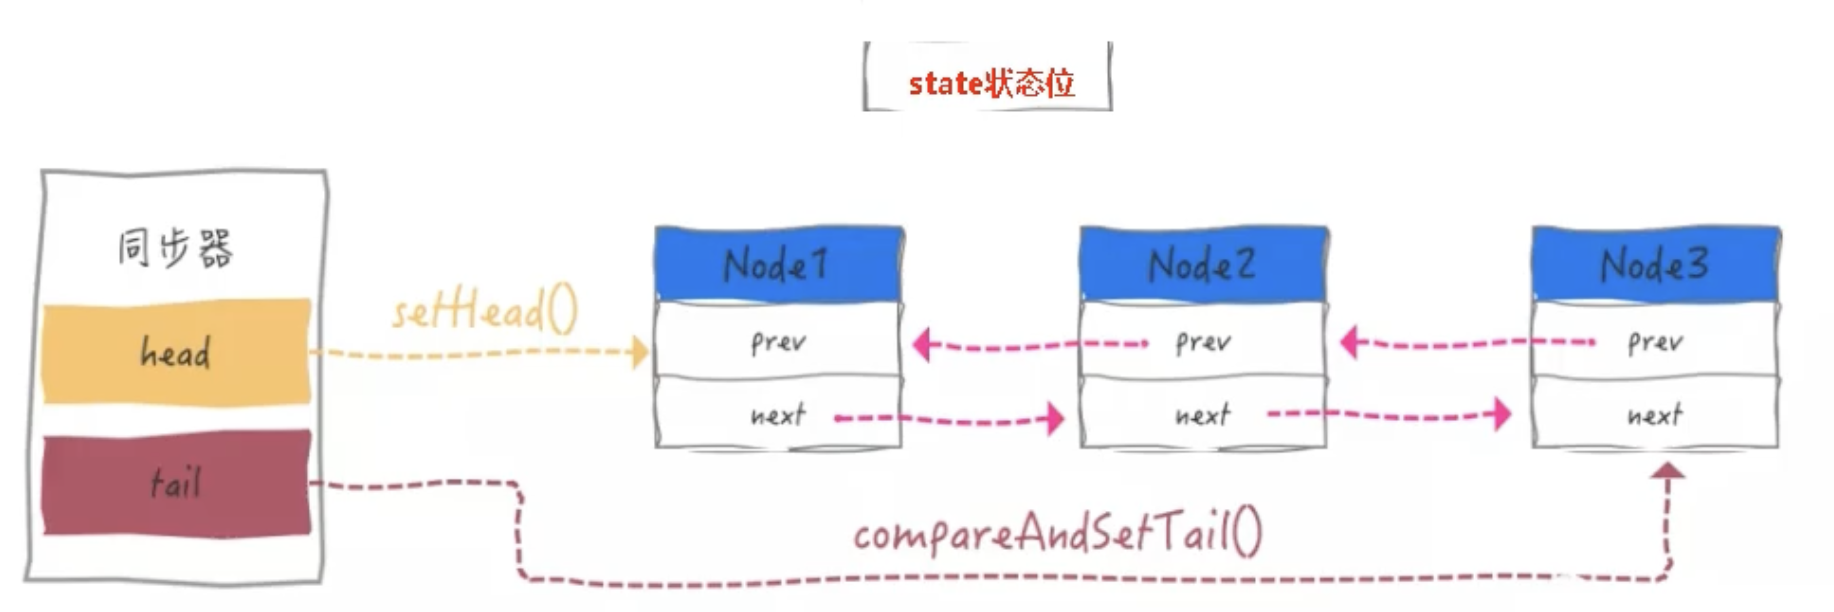 state状态位
同步器
head
tail
setHead()
Node1
prev
next
Node2
prev
next
Node3
prev
next
compareAndSetTail()